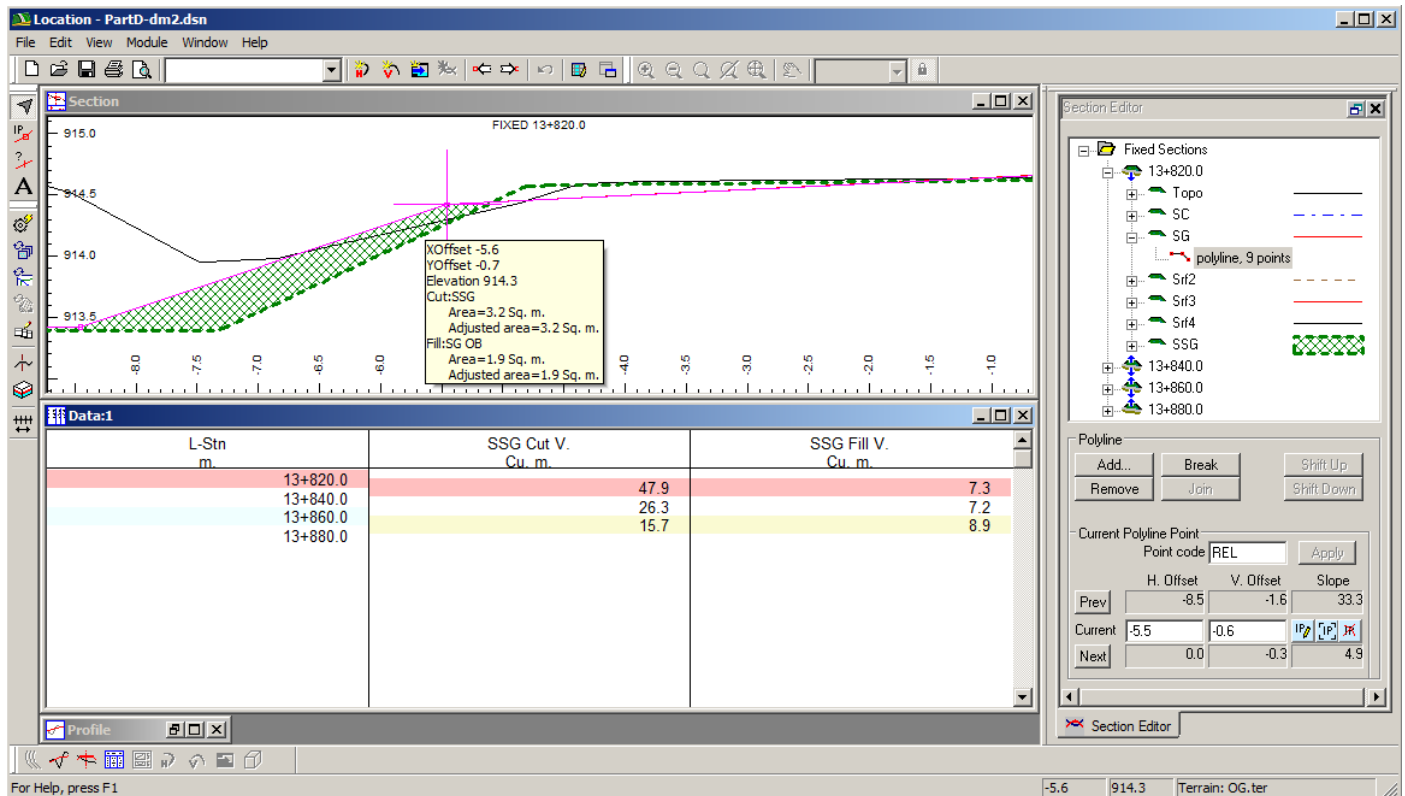 Location - PartD-dm2.dsn
File Edit View Module Window Help
Section
FIXED 13+820.0
915.0
914.5
914.0
913.5
-8.0 -7.5 -7.0 -6.5 -6.0 -4.0 -3.5 -3.0 -2.5 -2.0 -1.5 -1.0
XOffset -5.6
YOffset -0.7
Elevation 914.3
Cut:SSG
Area=3.2 Sq. m.
Adjusted area=3.2 Sq. m.
Fill:SG OB
Area=1.9 Sq. m.
Adjusted area=1.9 Sq. m.
Data:1
L-Stn SSG Cut V. SSG Fill V.
m. Cu. m. Cu. m.
13+820.0
47.9 7.3
13+840.0
26.3 7.2
13+860.0
15.7 8.9
13+880.0
Profile
Section Editor
Fixed Sections
13+820.0
Topo
SC
SG
polyline, 9 points
Srf2
Srf3
Srf4
SSG
13+840.0
13+860.0
13+880.0
Polyline
Add... Break Shift Up
Remove Join Shift Down
Current Polyline Point
Point code REL Apply
H. Offset V. Offset Slope
Prev -8.5 -1.6 33.3
Current -5.5 -0.6 IP [IP] IP
Next 0.0 -0.3 4.9
Section Editor
IP
?
A
For Help, press F1 -5.6 914.3 Terrain: OG.ter